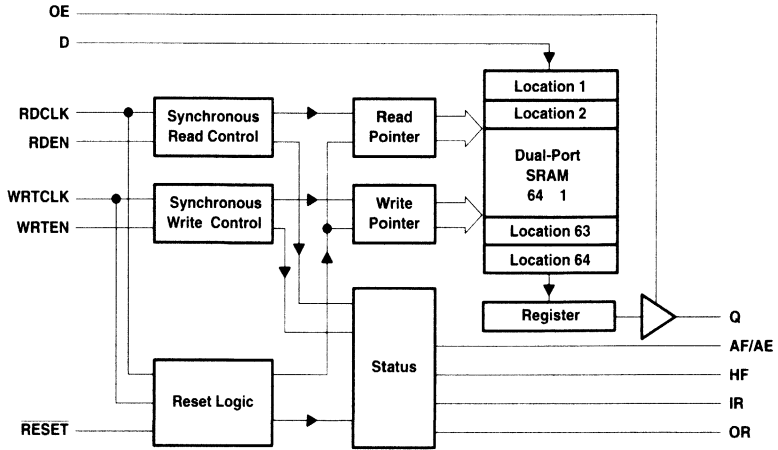 OE
D
RDCLK
RDEN
WRTCLK
WRTEN
RESET
Synchronous
Read Control
Synchronous
Write Control
Reset Logic
Read
Pointer
Write
Pointer
Status
Location 1
Location 2
Dual-Port
SRAM
64 1
Location 63
Location 64
Register
Q
AF/AE
HF
IR
OR